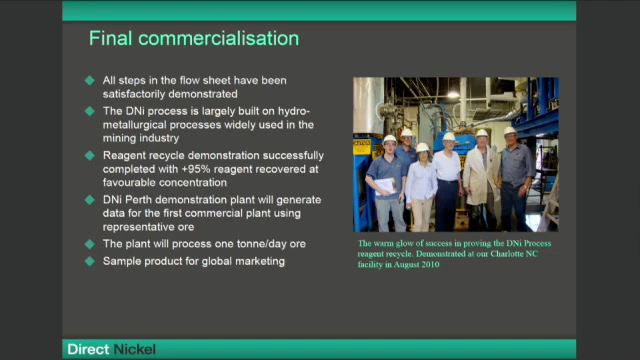 Final commercialisation
All steps in the flow sheet have been
satisfactorily demonstrated
The DNi process is largely built on hydro-
metallurgical processes widely used in the
mining industry
Reagent recycle demonstration successfully
completed with +95% reagent recovered at
favourable concentration
DNi Perth demonstration plant will generate
data for the first commercial plant using
representative ore
The plant will process one tonne/day ore
Sample product for global marketing
The warm glow of success in proving the DNi Process
reagent recycle. Demonstrated at our Charlotte NC
facility in August 2010
Direct Nickel